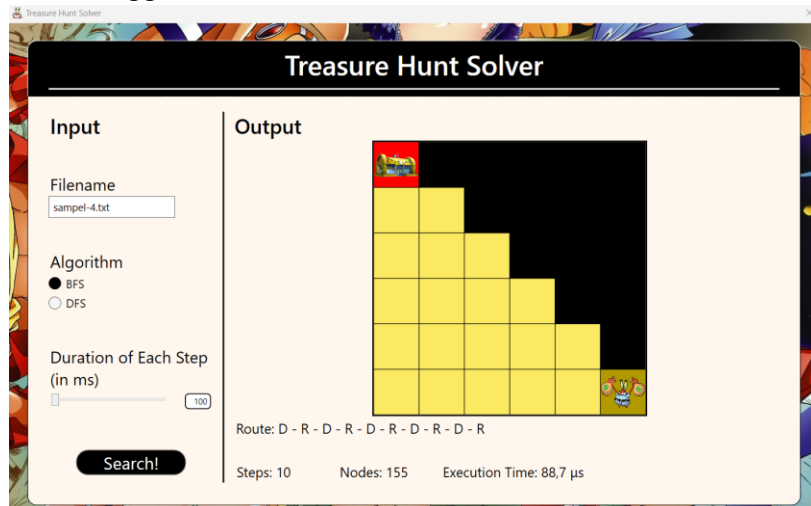 Treasure Hunt Solver
Treasure Hunt Solver
Input
Filename
sampel-4.txt
Algorithm
BFS
DFS
Duration of Each Step
(in ms)
100
Search!
Output
Route: D - R - D - R - D - R - D - R - D - R
Steps: 10 Nodes: 155 Execution Time: 88,7 µs